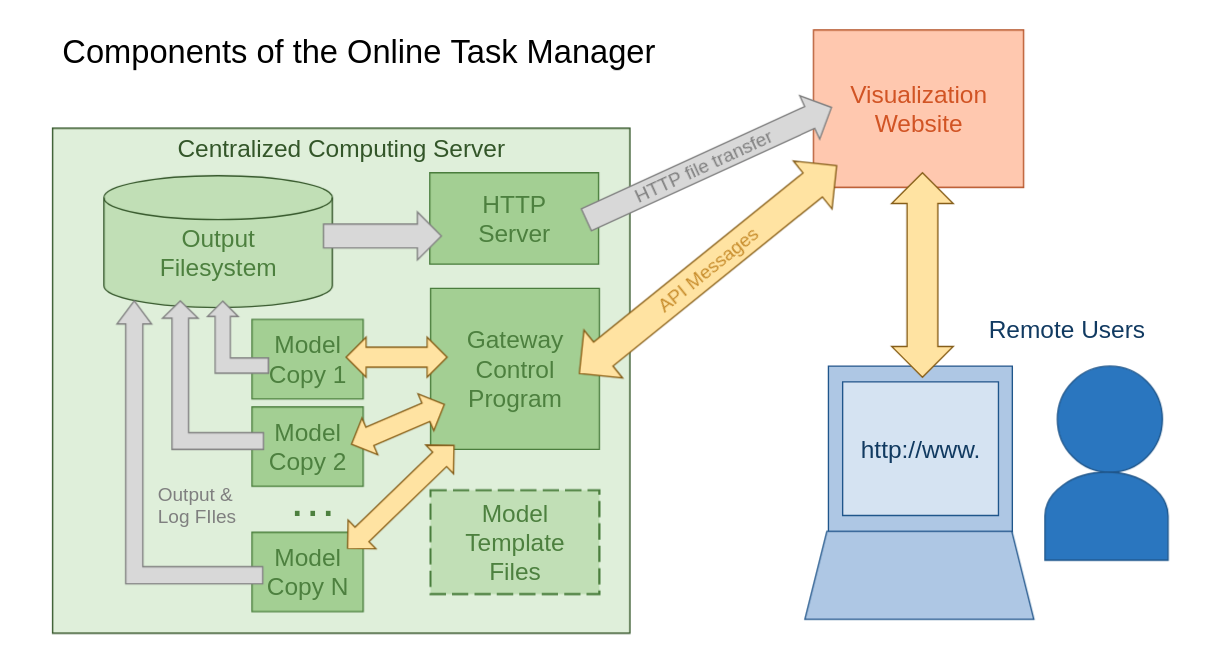 Components of the Online Task Manager
Visualization
Website
Centralized Computing Server
HTTP file transfer
HTTP
Server
Output
Filesystem
API Messages
Gateway
Control
Program
Model
Copy 1
Model
Copy 2
Output &
Log FIles
...
Model
Copy N
Model
Template
Files
Remote Users
http://www.